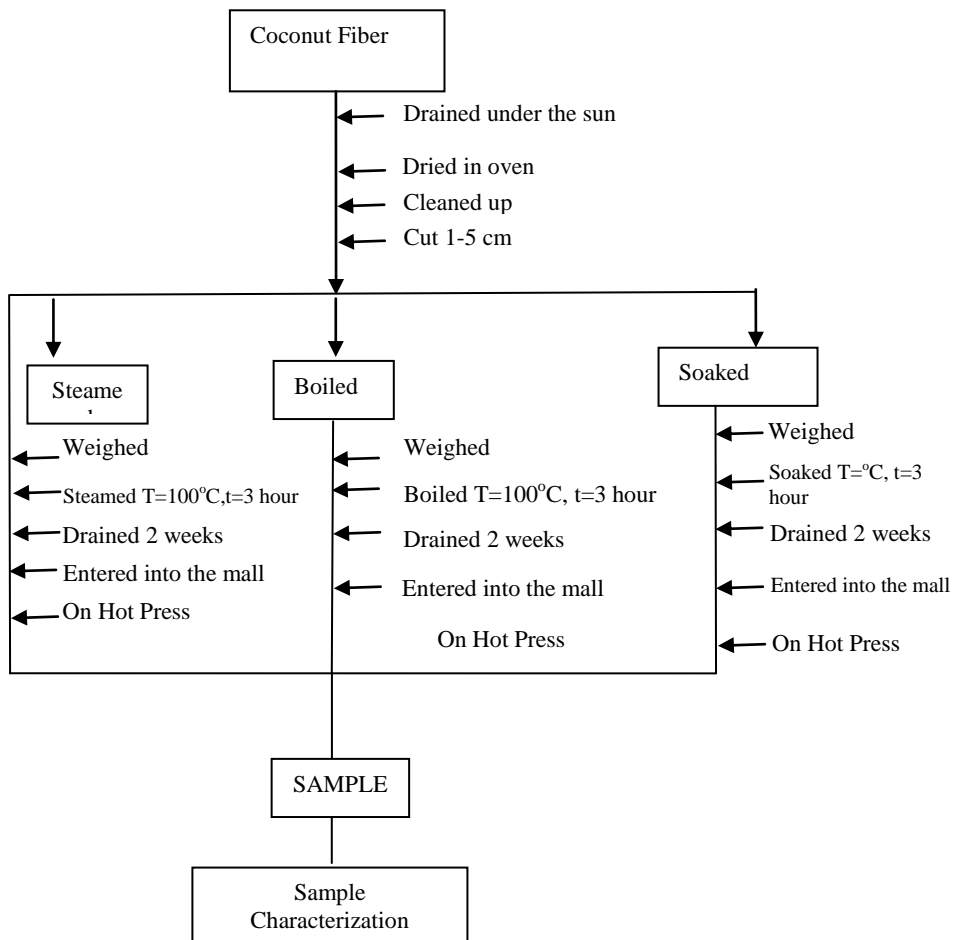 Coconut Fiber
Drained under the sun
Dried in oven
Cleaned up
Cut 1-5 cm
Steame
Weighed
Steamed T=100°C,t=3 hour
Drained 2 weeks
Entered into the mall
On Hot Press
Boiled
Weighed
Boiled T=100°C, t=3 hour
Drained 2 weeks
Entered into the mall
On Hot Press
Soaked
Weighed
Soaked T=°C, t=3
hour
Drained 2 weeks
Entered into the mall
On Hot Press
SAMPLE
Sample
Characterization